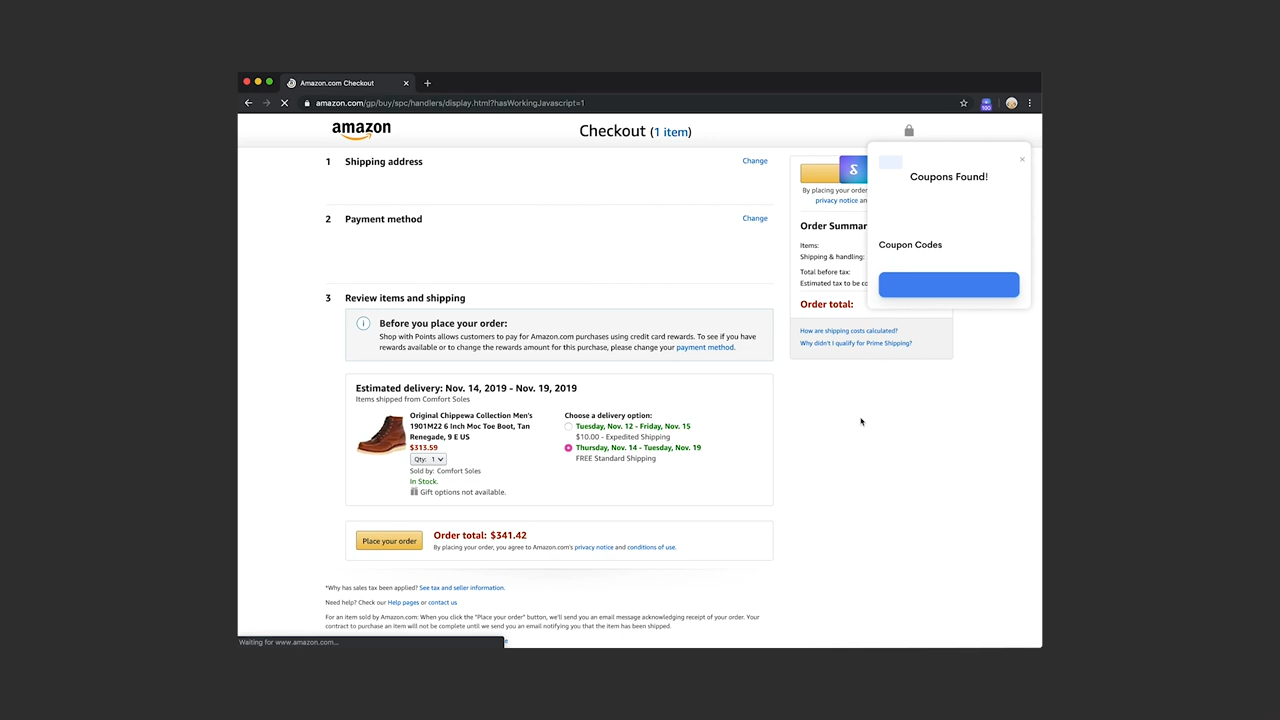 Amazon.com Checkout
amazon.com/gp/buy/spc/handlers/display.html?hasWorkingJavascript=1
100
amazon
Checkout (1 item)
1 Shipping address
Change
2 Payment method
Change
3 Review items and shipping
Before you place your order:
Shop with Points allows customers to pay for Amazon.com purchases using credit card rewards. To see if you have
rewards available or to change the rewards amount for this purchase, please change your payment method.
Estimated delivery: Nov. 14, 2019 - Nov. 19, 2019
Items shipped from Comfort Soles
Original Chippewa Collection Men's
1901M22 6 Inch Moc Toe Boot, Tan
Renegade, 9 E US
$313.59
Qty: 1
Sold by: Comfort Soles
In Stock.
Gift options not available.
Choose a delivery option:
Tuesday, Nov. 12 - Friday, Nov. 15
$10.00 - Expedited Shipping
Thursday, Nov. 14 - Tuesday, Nov. 19
FREE Standard Shipping
Place your order
Order total: $341.42
By placing your order, you agree to Amazon.com's privacy notice and conditions of use.
*Why has sales tax been applied? See tax and seller information.
Need help? Check our Help pages or contact us
For an item sold by Amazon.com: When you click the "Place your order" button, we'll send you an email message acknowledging receipt of your order. Your
contract to purchase an item will not be complete until we send you an email notifying you that the item has been shipped.
Waiting for www.amazon.com...
By placing your order
privacy notice
Order Summar
Items:
Shipping & handling:
Total before tax:
Estimated tax to be co
Order total:
How are shipping costs calculated?
Why didn't I qualify for Prime Shipping?
Coupons Found!
Coupon Codes